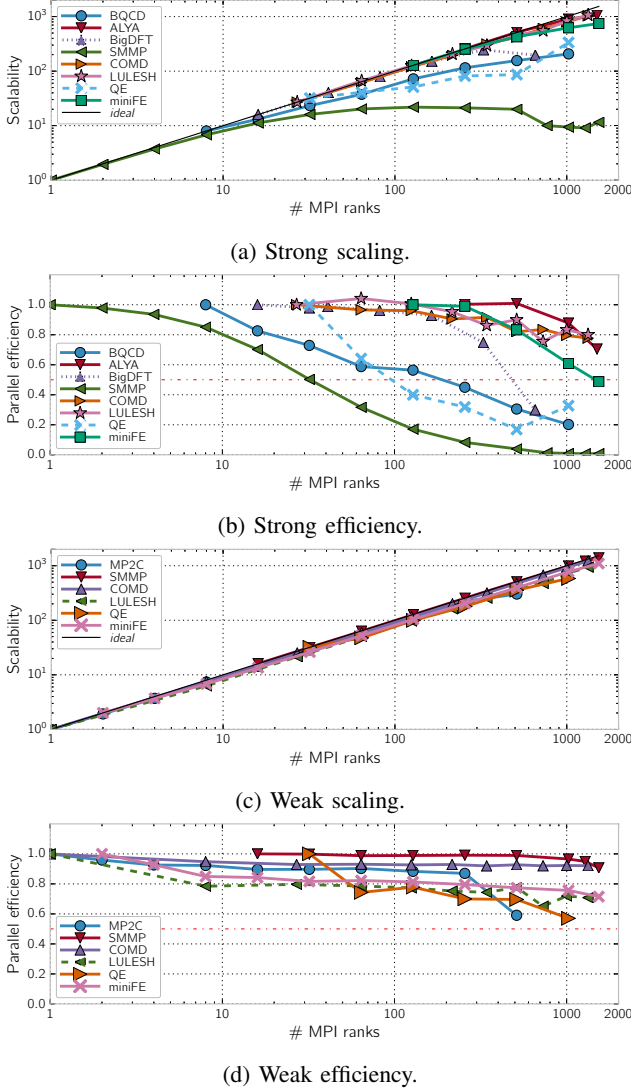 10³
10²
10¹
10⁰
Scalability
BQCD
ALYA
BigDFT
SMMP
COMD
LULESH
QE
miniFE
ideal
1 10 100 1000 2000
# MPI ranks
(a) Strong scaling.
1.0
0.8
0.6
0.4
0.2
0.0
Parallel efficiency
BQCD
ALYA
BigDFT
SMMP
COMD
LULESH
QE
miniFE
1 10 100 1000 2000
# MPI ranks
(b) Strong efficiency.
10³
10²
10¹
10⁰
Scalability
MP2C
SMMP
COMD
LULESH
QE
miniFE
ideal
1 10 100 1000 2000
# MPI ranks
(c) Weak scaling.
1.0
0.8
0.6
0.4
0.2
0.0
Parallel efficiency
MP2C
SMMP
COMD
LULESH
QE
miniFE
1 10 100 1000 2000
# MPI ranks
(d) Weak efficiency.